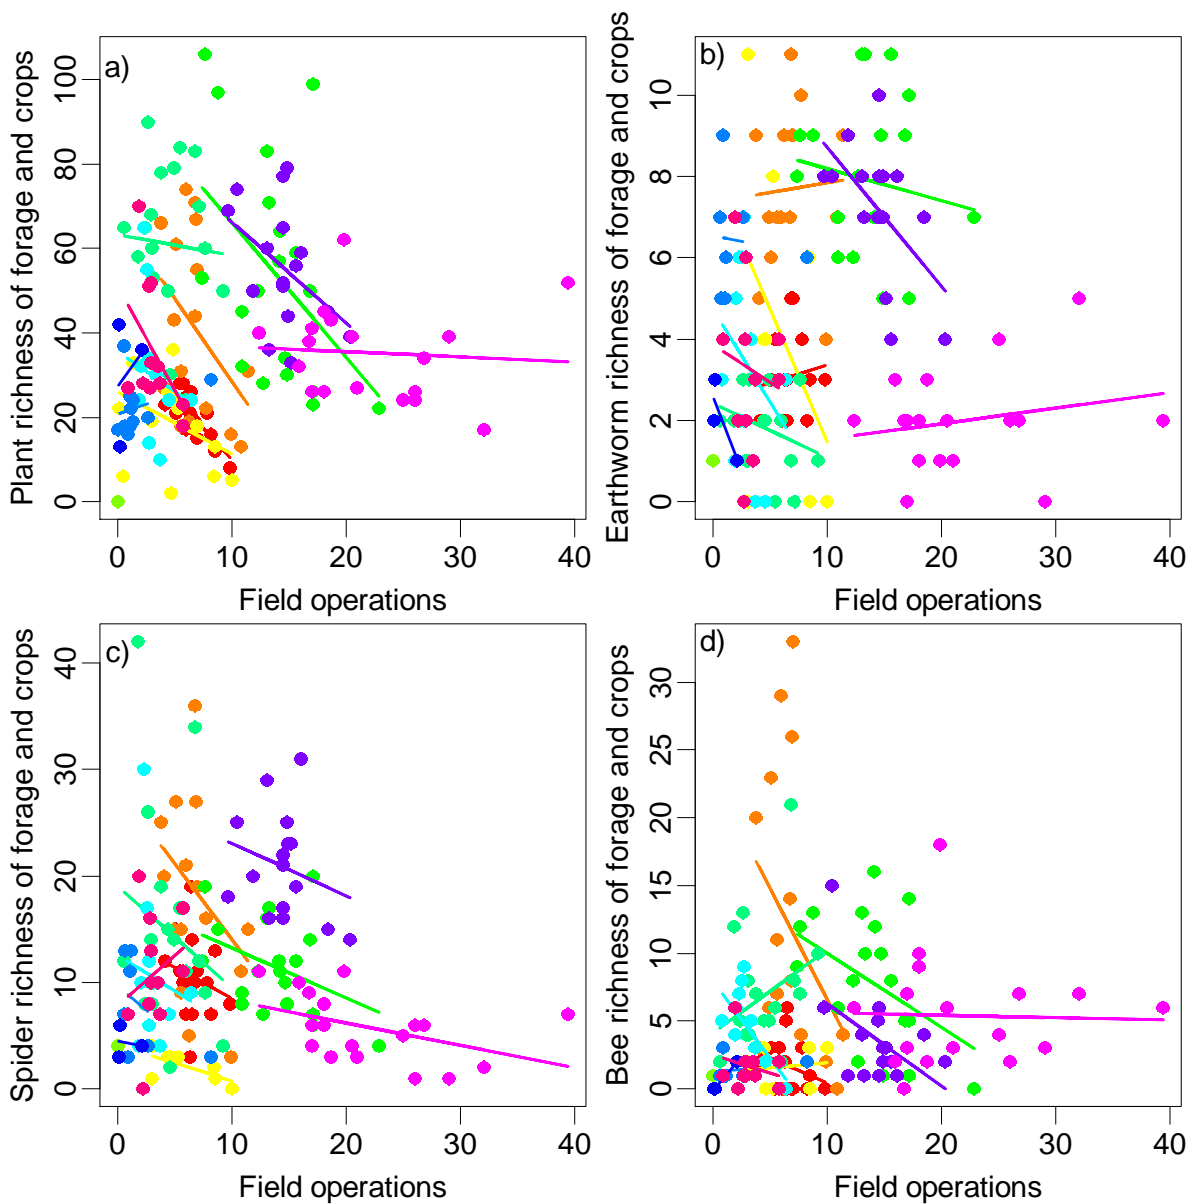 a)
Plant richness of forage and crops
0 20 40 60 80 100
0 10 20 30 40
Field operations
b)
Earthworm richness of forage and crops
0 2 4 6 8 10
0 10 20 30 40
Field operations
c)
Spider richness of forage and crops
0 10 20 30 40
0 10 20 30 40
Field operations
d)
Bee richness of forage and crops
0 5 10 15 20 25 30
0 10 20 30 40
Field operations